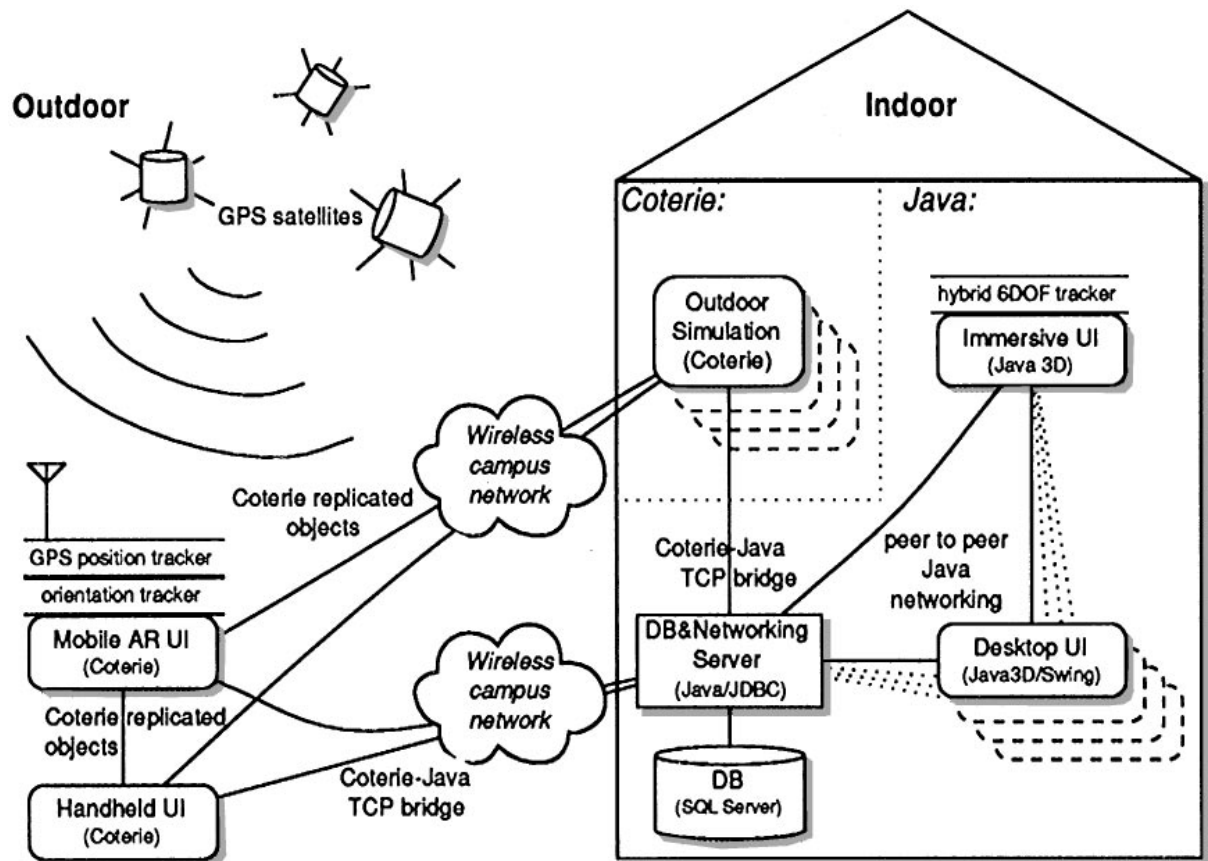 Outdoor
GPS satellites
Indoor
Coterie:
Java:
Outdoor
Simulation
(Coterie)
hybrid 6DOF tracker
Immersive UI
(Java 3D)
Wireless
campus
network
Coterie replicated
objects
GPS position tracker
orientation tracker
Mobile AR UI
(Coterie)
Coterie replicated
objects
Handheld UI
(Coterie)
Wireless
campus
network
Coterie-Java
TCP bridge
Coterie-Java
TCP bridge
peer to peer
Java
networking
DB&Networking
Server
(Java/JDBC)
Desktop UI
(Java3D/Swing)
DB
(SQL Server)